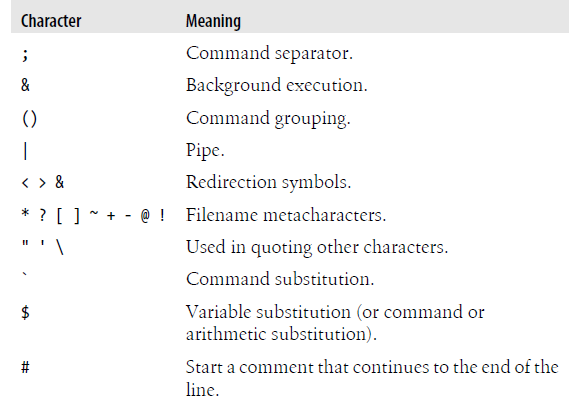 Character Meaning
; Command separator.
& Background execution.
() Command grouping.
| Pipe.
< > & Redirection symbols.
* ? [ ] ~ + - @ ! Filename metacharacters.
" ' \ Used in quoting other characters.
` Command substitution.
$ Variable substitution (or command or
arithmetic substitution).
# Start a comment that continues to the end of the
line.